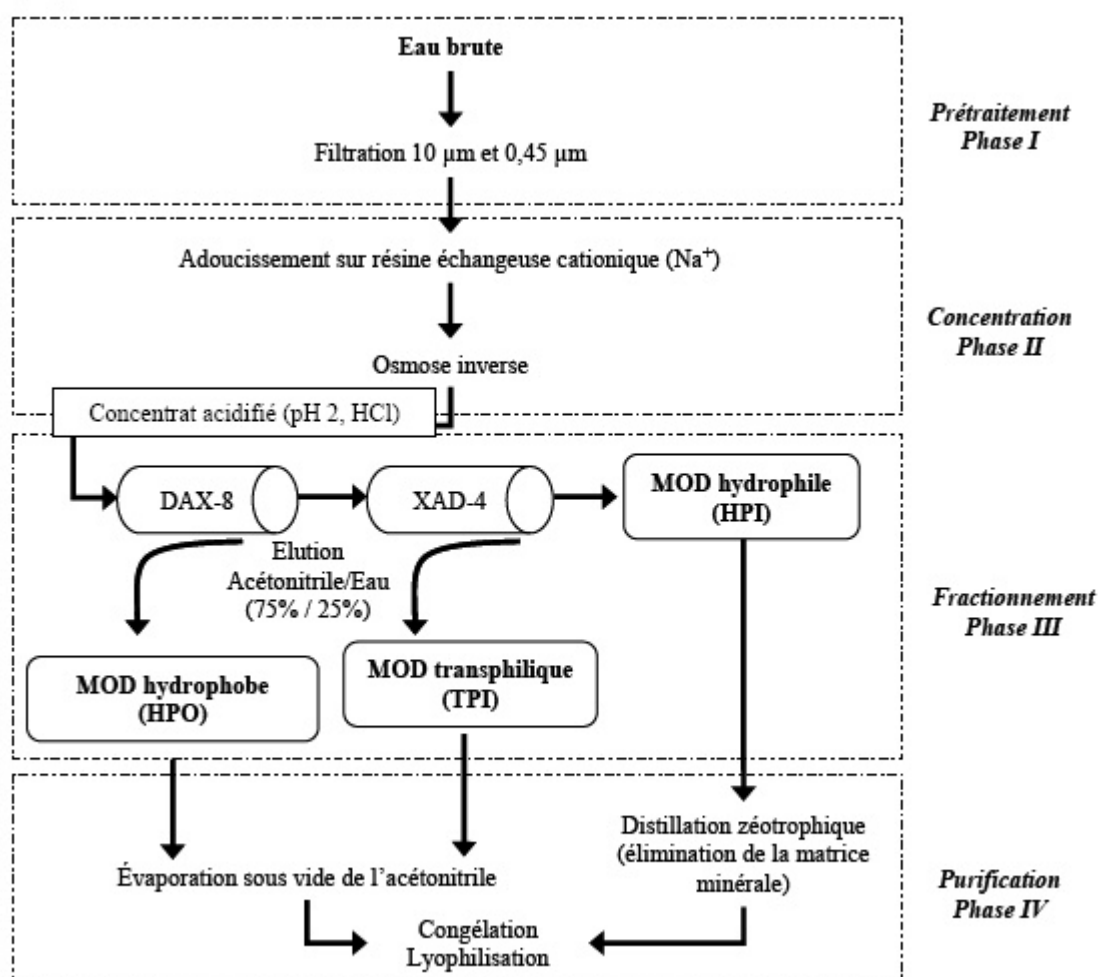 Eau brute
Filtration 10 µm et 0,45 µm
Prétraitement
Phase I
Adoucissement sur résine échangeuse cationique (Na⁺)
Osmose inverse
Concentration
Phase II
Concentrat acidifié (pH 2, HCl)
DAX-8
XAD-4
MOD hydrophile
(HPI)
Elution
Acétonitrile/Eau
(75% / 25%)
MOD hydrophobe
(HPO)
MOD transphilique
(TPI)
Fractionnement
Phase III
Évaporation sous vide de l’acétonitrile
Distillation zéotrophique
(élimination de la matrice
minérale)
Congélation
Lyophilisation
Purification
Phase IV